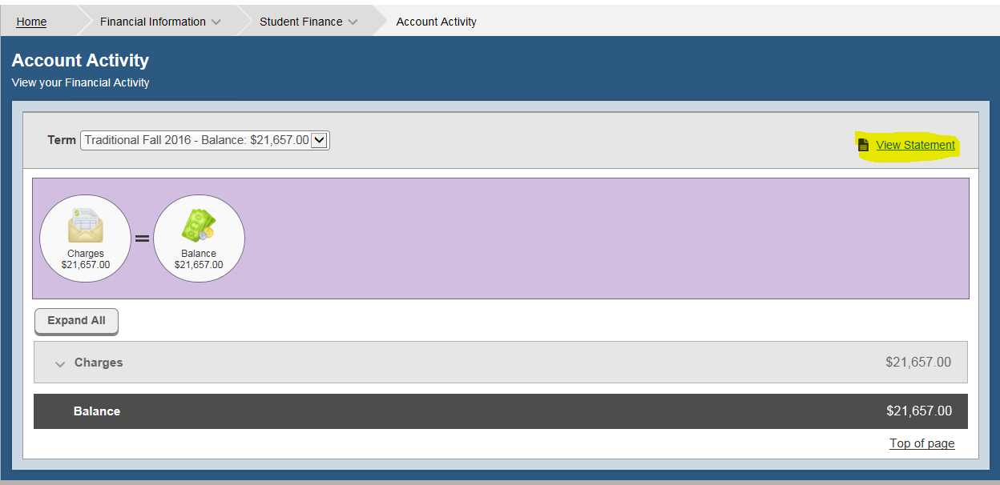 Home Financial Information Student Finance Account Activity
Account Activity
View your Financial Activity
Term Traditional Fall 2016 - Balance: $21,657.00
View Statement
Charges
$21,657.00
=
Balance
$21,657.00
Expand All
Charges $21,657.00
Balance $21,657.00
Top of page